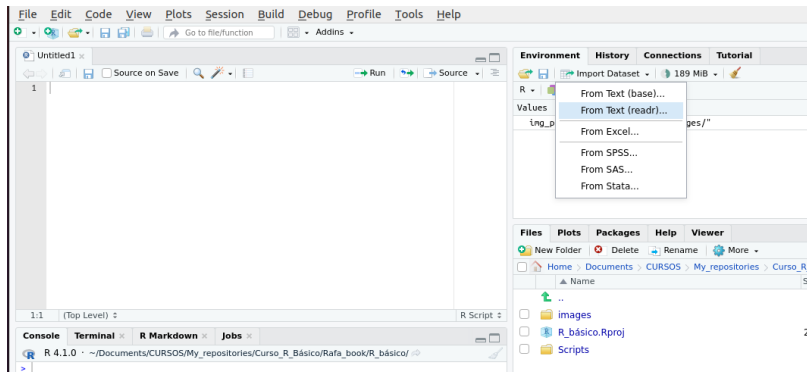 File Edit Code View Plots Session Build Debug Profile Tools Help
Go to file/function Addins
Untitled1
Source on Save Run Source
1
1:1 (Top Level) R Script
Console Terminal R Markdown Jobs
R 4.1.0 · ~/Documents/CURSOS/My_repositories/Curso_R_Básico/Rafa_book/R_básico/
>
Environment History Connections Tutorial
Import Dataset 189 MiB
R
Values
ges/"
From Text (base)...
From Text (readr)...
From Excel...
From SPSS...
From SAS...
From Stata...
Files Plots Packages Help Viewer
New Folder Delete Rename More
Home Documents CURSOS My_repositories Curso_R
Name
..
images
R_básico.Rproj
Scripts